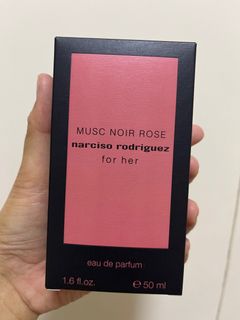 MUSC NOIR ROSE
narciso rodriguez
for her
eau de parfum
1.6 fl.oz. ℮ 50 ml